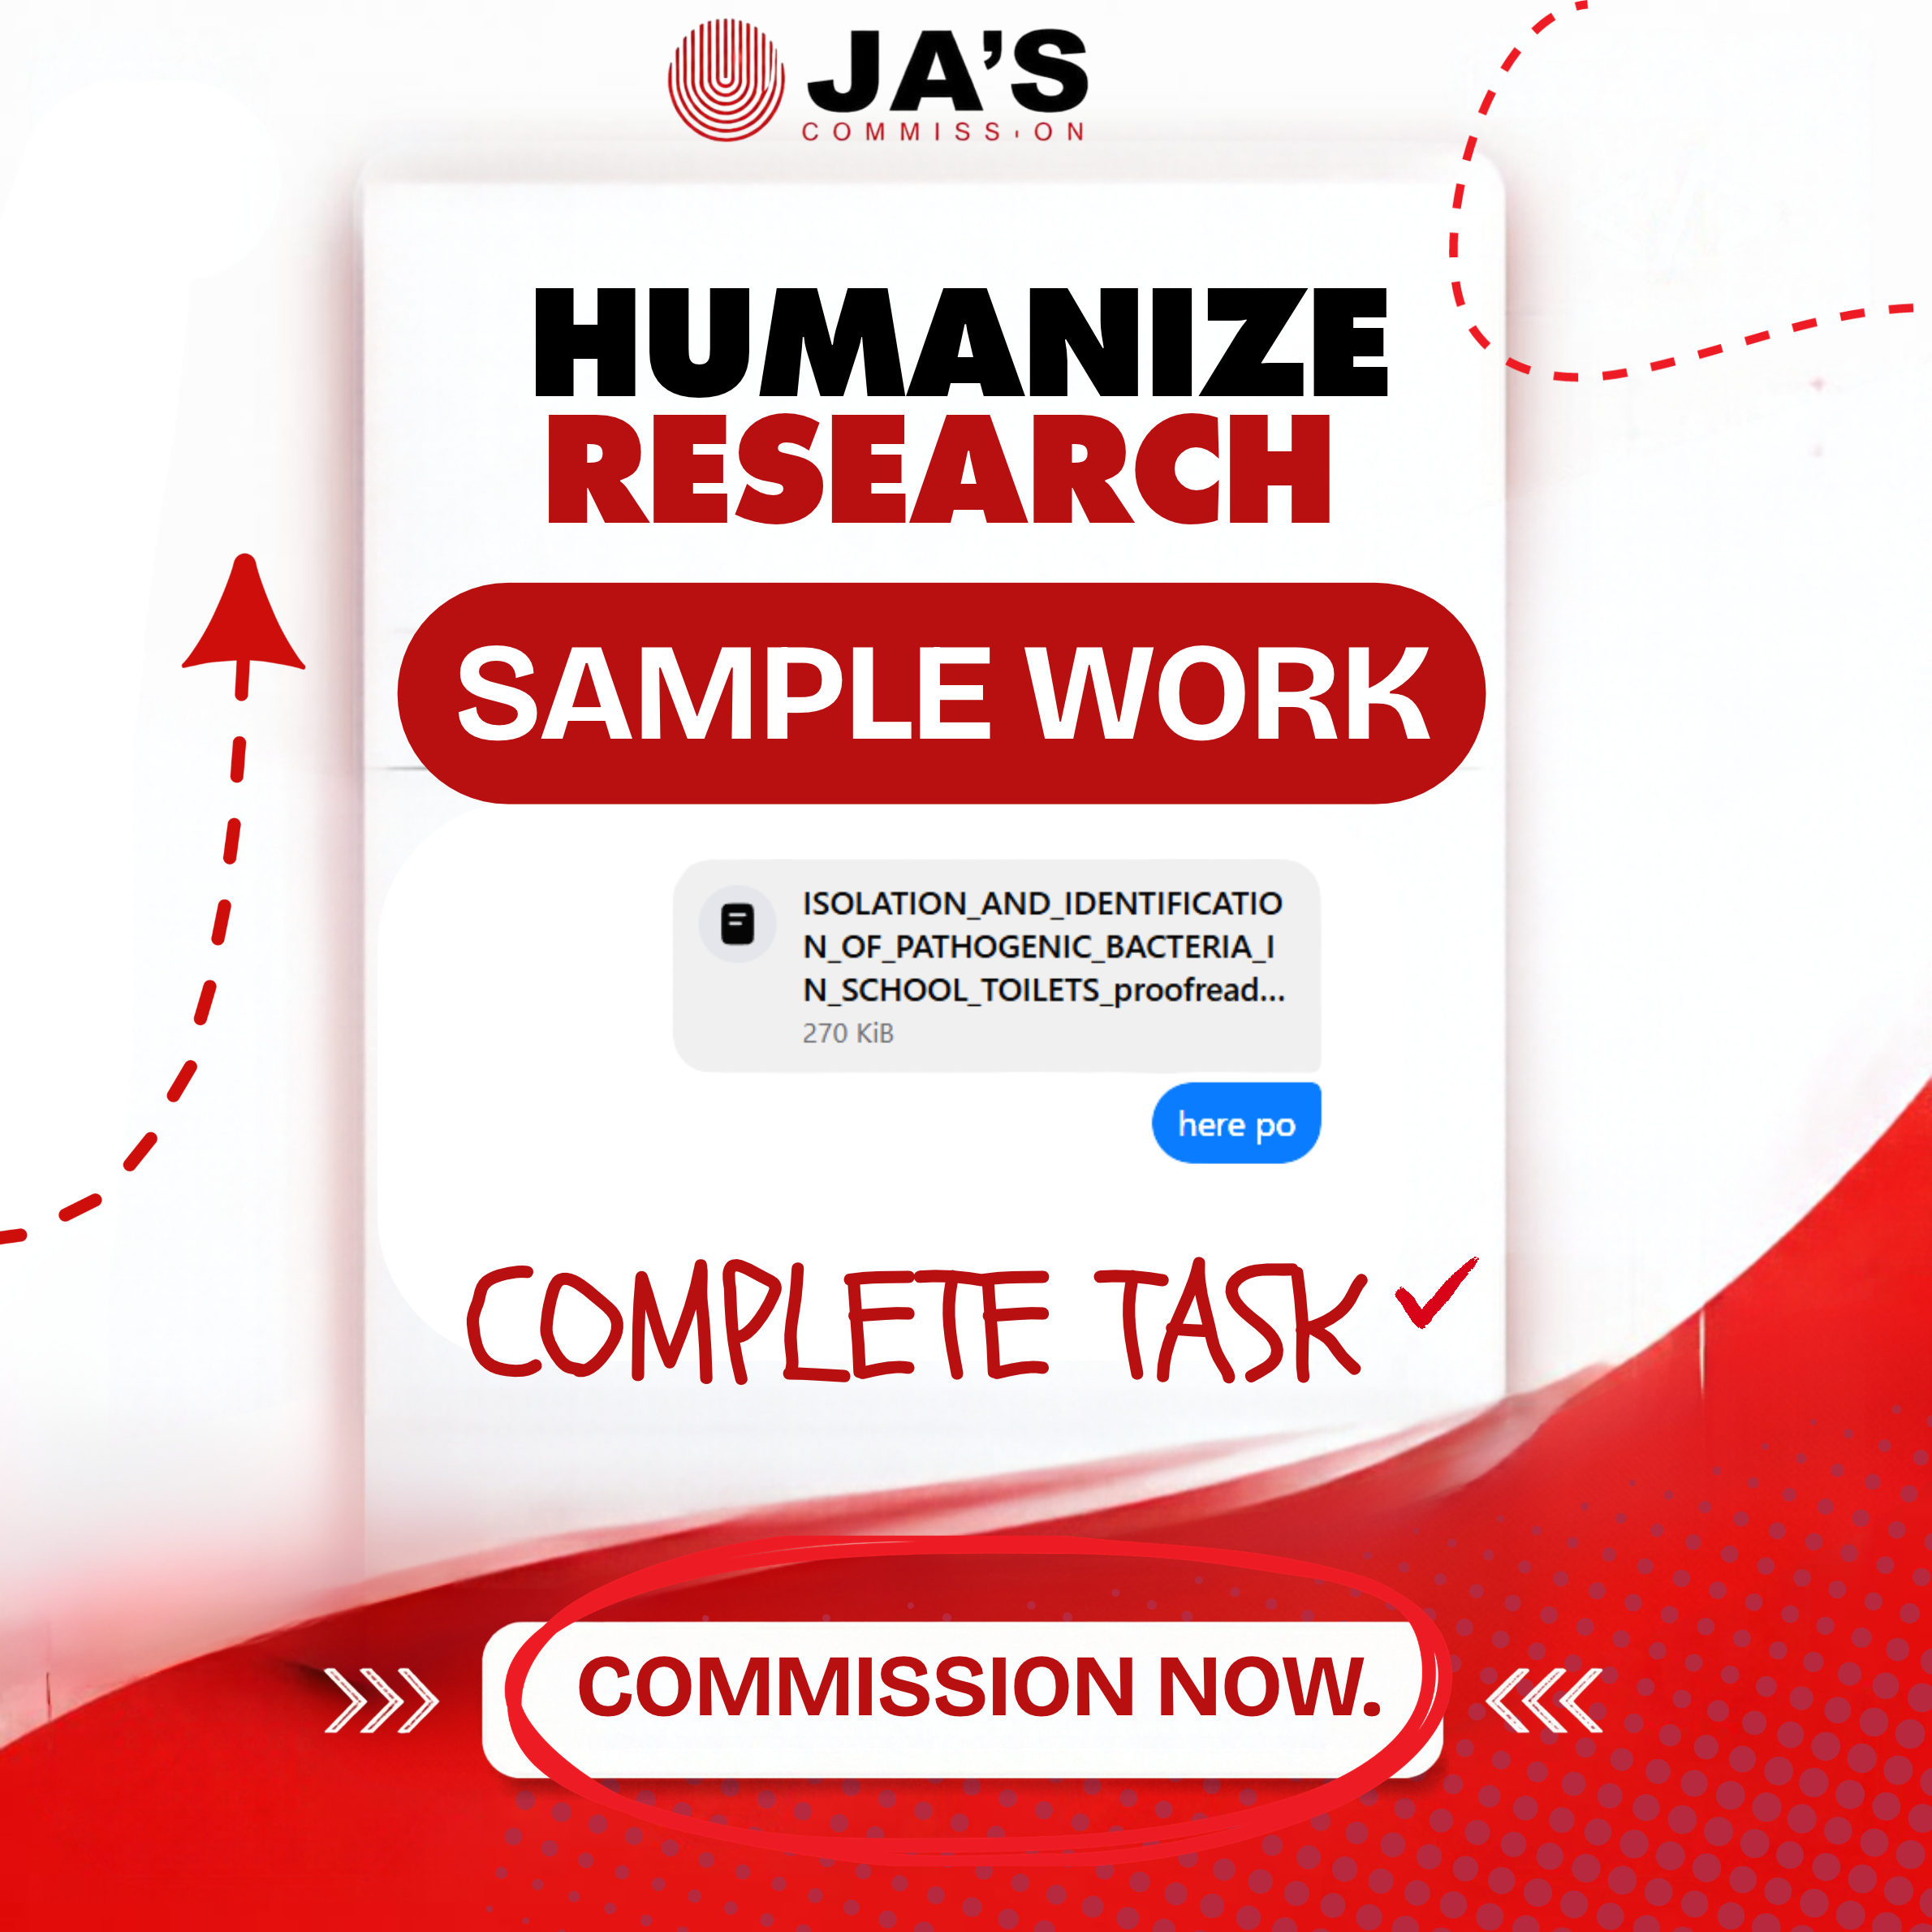 JA'S
COMMISSION
HUMANIZE
RESEARCH
SAMPLE WORK
ISOLATION_AND_IDENTIFICATIO
N_OF_PATHOGENIC_BACTERIA_I
N_SCHOOL_TOILETS_proofread...
270 KiB
here po
COMPLETE TASK
COMMISSION NOW.